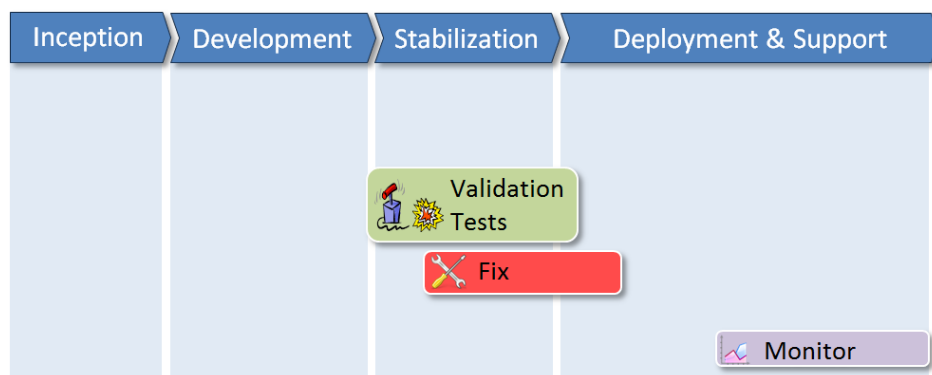 Inception
Development
Stabilization
Deployment & Support
Validation
Tests
Fix
Monitor